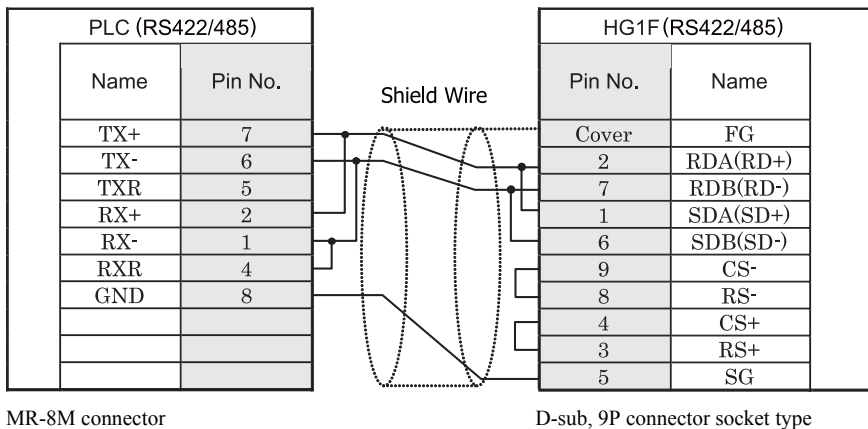 PLC (RS422/485) HG1F(RS422/485)
Name Pin No. Shield Wire Pin No. Name
TX+ 7 Cover FG
TX- 6 2 RDA(RD+)
TXR 5 7 RDB(RD-)
RX+ 2 1 SDA(SD+)
RX- 1 6 SDB(SD-)
RXR 4 9 CS-
GND 8 8 RS-
4 CS+
3 RS+
5 SG
MR-8M connector D-sub, 9P connector socket type